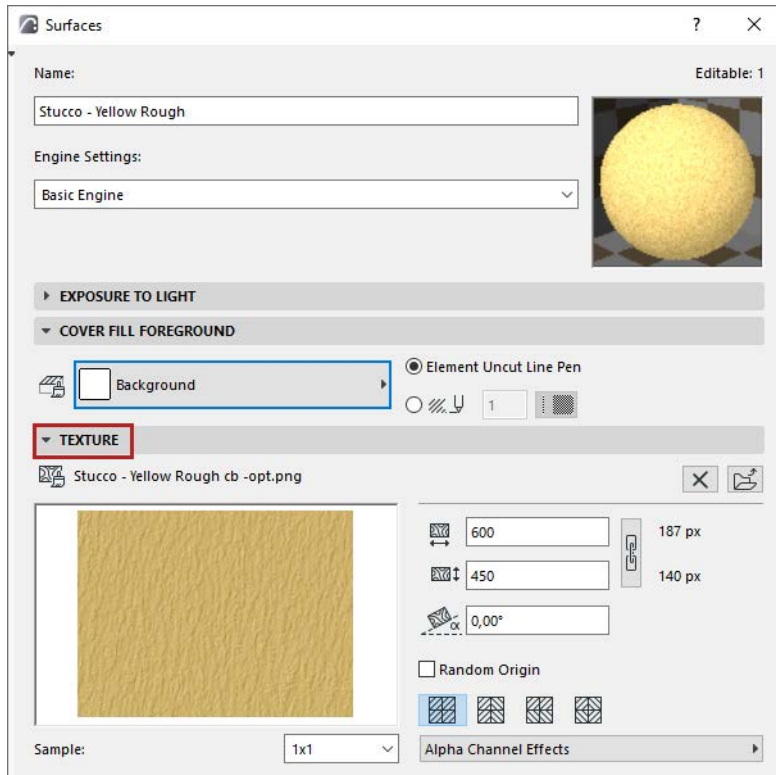 Surfaces
?
Name:
Editable: 1
Stucco - Yellow Rough
Engine Settings:
Basic Engine
EXPOSURE TO LIGHT
COVER FILL FOREGROUND
Background
Element Uncut Line Pen
1
TEXTURE
Stucco - Yellow Rough cb -opt.png
600
187 px
450
140 px
α
0,00°
Random Origin
Sample:
1x1
Alpha Channel Effects